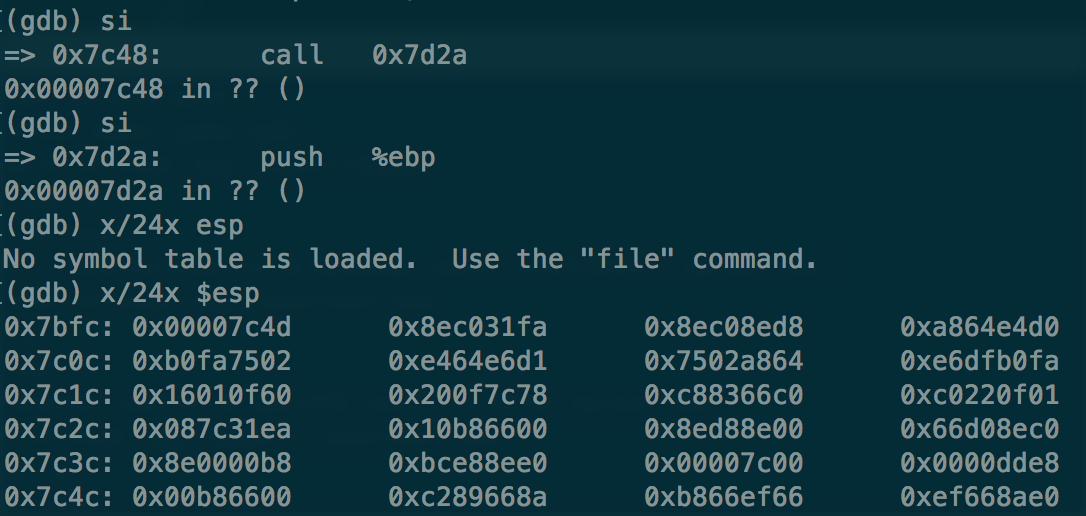 (gdb) si
=> 0x7c48:      call   0x7d2a
0x00007c48 in ?? ()
(gdb) si
=> 0x7d2a:      push   %ebp
0x00007d2a in ?? ()
(gdb) x/24x esp
No symbol table is loaded.  Use the "file" command.
(gdb) x/24x $esp
0x7bfc: 0x00007c4d      0x8ec031fa      0x8ec08ed8      0xa864e4d0
0x7c0c: 0xb0fa7502      0xe464e6d1      0x7502a864      0xe6dfb0fa
0x7c1c: 0x16010f60      0x200f7c78      0xc88366c0      0xc0220f01
0x7c2c: 0x087c31ea      0x10b86600      0x8ed88e00      0x66d08ec0
0x7c3c: 0x8e0000b8      0xbce88ee0      0x00007c00      0x0000dde8
0x7c4c: 0x00b86600      0xc289668a      0xb866ef66      0xef668ae0